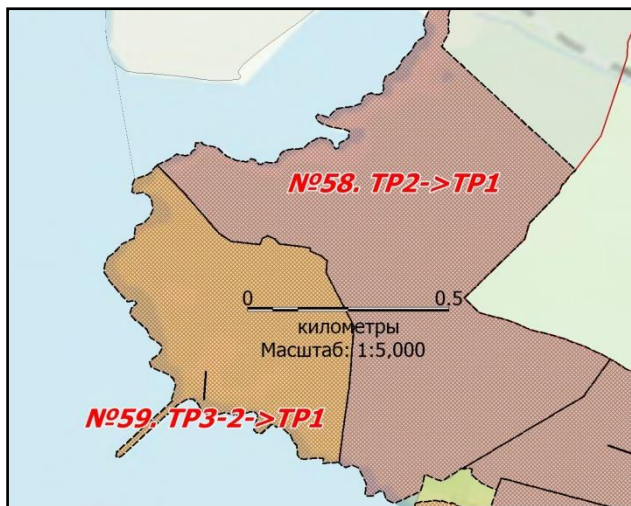 №58. ТР2->ТР1
0 0.5
километры
Масштаб: 1:5,000
№59. ТР3-2->ТР1